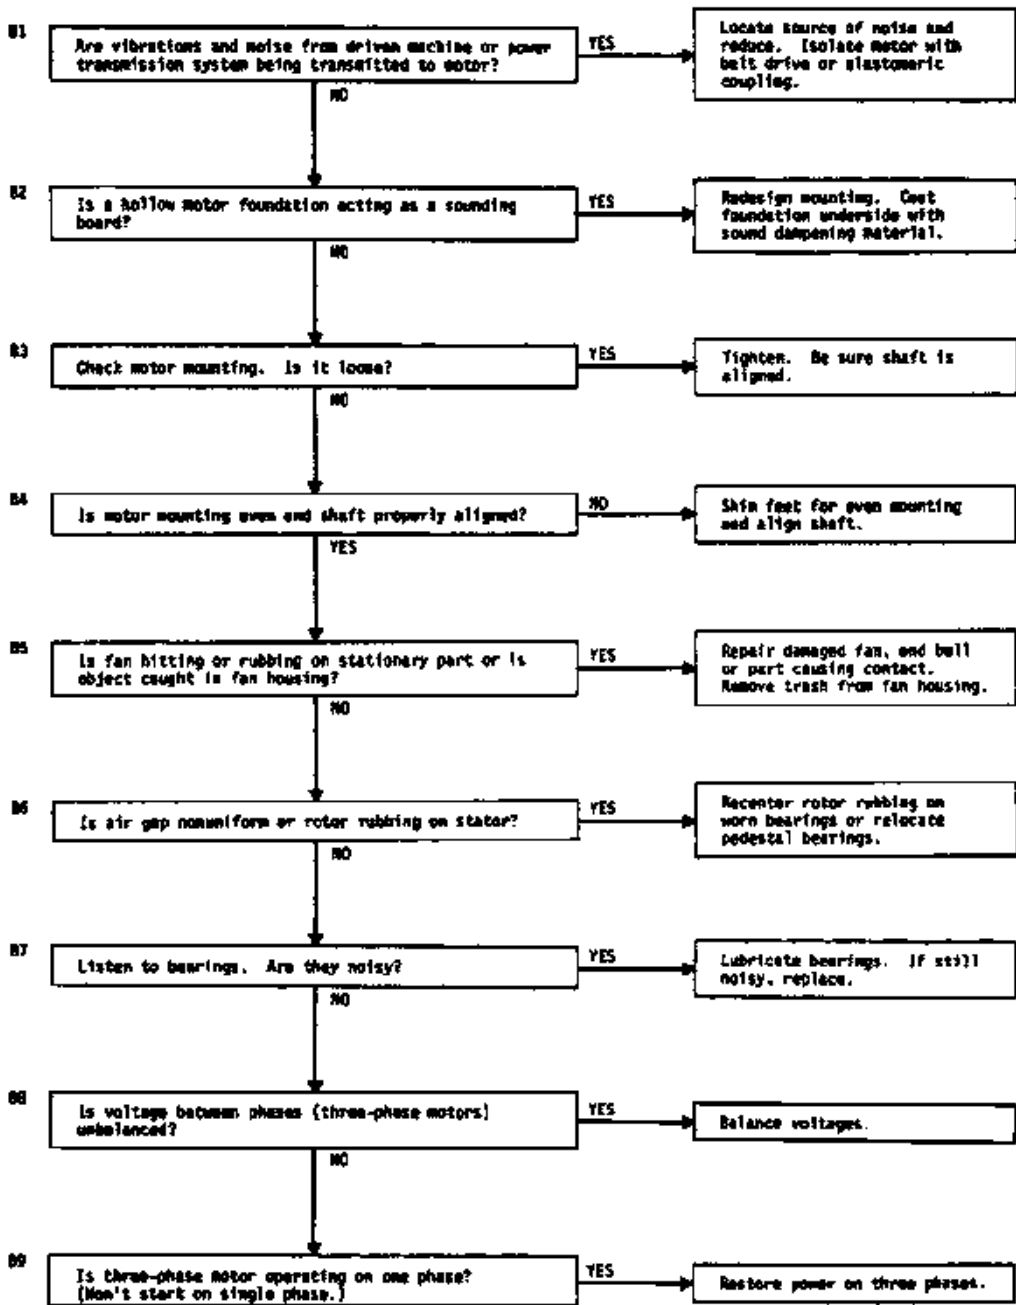 B1
Are vibrations and noise from driven machine or power
transmission system being transmitted to motor?
YES
Locate source of noise and
reduce. Isolate motor with
belt drive or elastomeric
coupling.
NO
B2
Is a hollow motor foundation acting as a sounding
board?
YES
Redesign mounting. Coat
foundation underside with
sound dampening material.
NO
B3
Check motor mounting. Is it loose?
YES
Tighten. Be sure shaft is
aligned.
NO
B4
Is motor mounting even and shaft properly aligned?
NO
Shim feet for even mounting
and align shaft.
YES
B5
Is fan hitting or rubbing on stationary part or is
object caught in fan housing?
YES
Repair damaged fan, end bell
or part causing contact.
Remove trash from fan housing.
NO
B6
Is air gap nonuniform or rotor rubbing on stator?
YES
Recenter rotor rubbing on
worn bearings or relocate
pedestal bearings.
NO
B7
Listen to bearings. Are they noisy?
YES
Lubricate bearings. If still
noisy, replace.
NO
B8
Is voltage between phases (three-phase motors)
unbalanced?
YES
Balance voltages.
NO
B9
Is three-phase motor operating on one phase?
(Won't start on single phase.)
YES
Restore power on three phases.